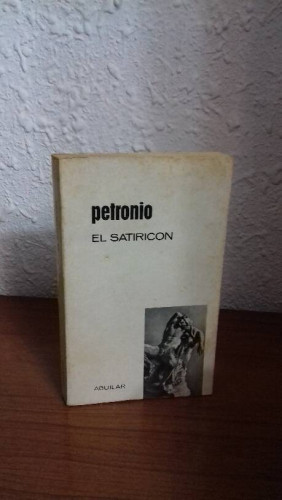 petronio
EL SATIRICON
AGUILAR